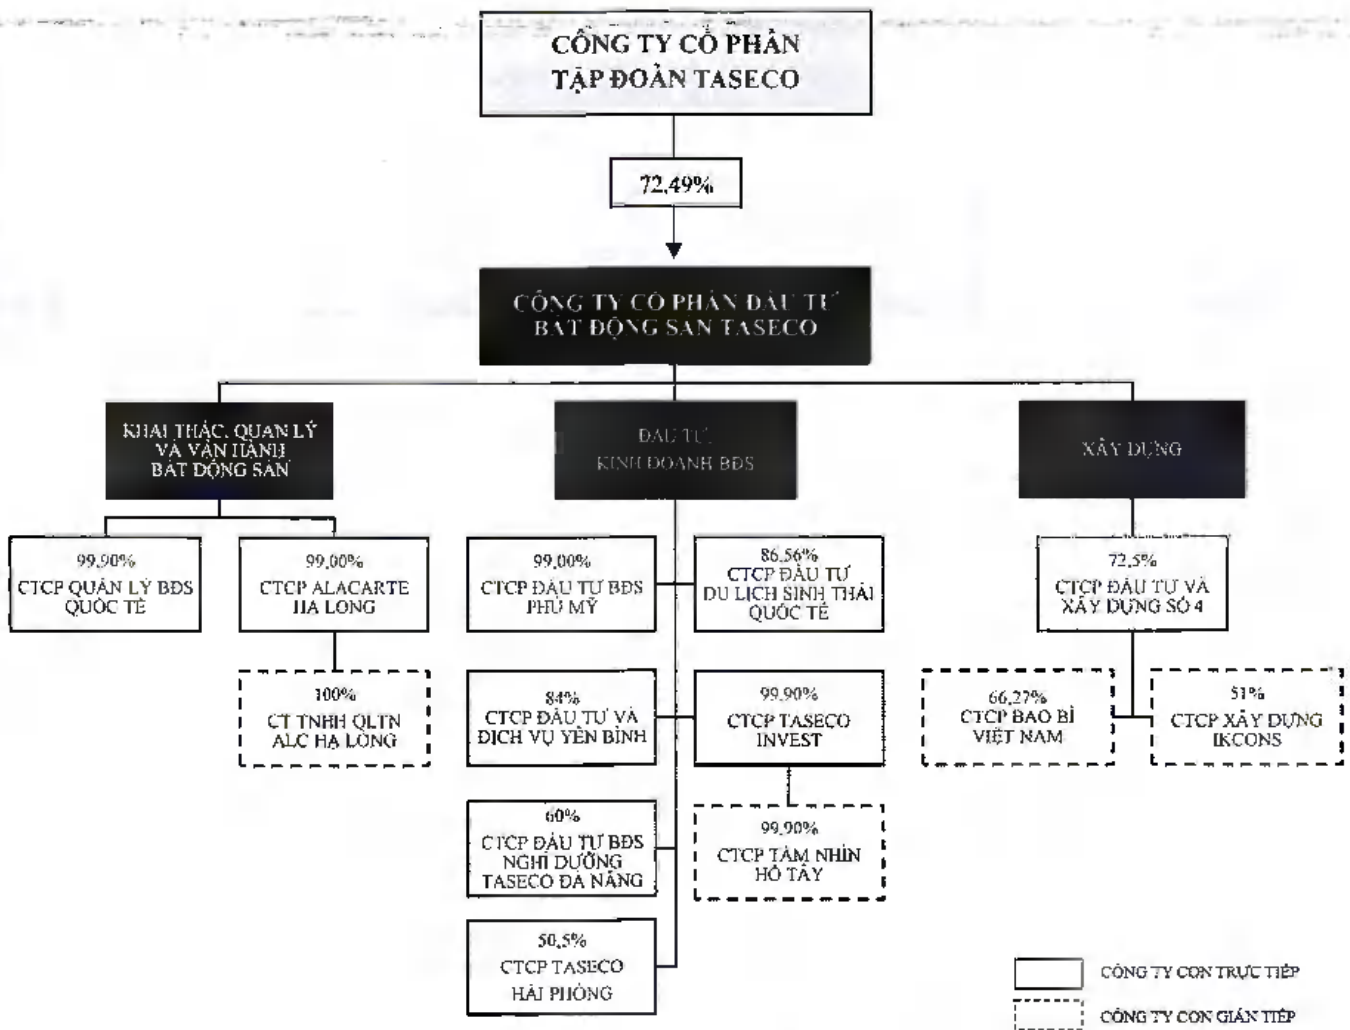 CÔNG TY CỔ PHẦN
TẬP ĐOÀN TASECO
72,49%
CÔNG TY CỔ PHẦN ĐẦU TƯ
BẤT ĐỘNG SẢN TASECO
KHAI THÁC, QUẢN LÝ
VÀ VẬN HÀNH
BẤT ĐỘNG SẢN
ĐẦU TƯ,
KINH DOANH BĐS
XÂY DỰNG
99,90%
CTCP QUẢN LÝ BĐS
QUỐC TẾ
99,00%
CTCP ALACARTE
HẠ LONG
99,00%
CTCP ĐẦU TƯ BĐS
PHÚ MỸ
86,56%
CTCP ĐẦU TƯ
DU LỊCH SINH THÁI
QUỐC TẾ
72,5%
CTCP ĐẦU TƯ VÀ
XÂY DỰNG SỐ 4
100%
CT TNHH QLTN
ALC HẠ LONG
84%
CTCP ĐẦU TƯ VÀ
DỊCH VỤ YÊN BÌNH
99,90%
CTCP TASECO
INVEST
66,27%
CTCP BAO BÌ
VIỆT NAM
51%
CTCP XÂY DỰNG
IKCONS
60%
CTCP ĐẦU TƯ BĐS
NGHỈ DƯỠNG
TASECO ĐÀ NẴNG
99,90%
CTCP TẦM NHÌN
HỒ TÂY
50,5%
CTCP TASECO
HẢI PHÒNG
CÔNG TY CON TRỰC TIẾP
CÔNG TY CON GIÁN TIẾP